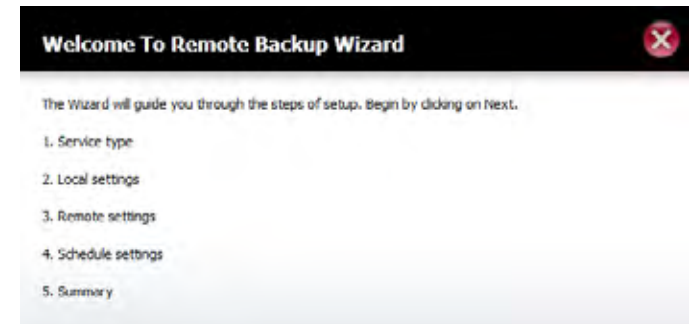 Welcome To Remote Backup Wizard
The Wizard will guide you through the steps of setup. Begin by clicking on Next.
1. Service type
2. Local settings
3. Remote settings
4. Schedule settings
5. Summary